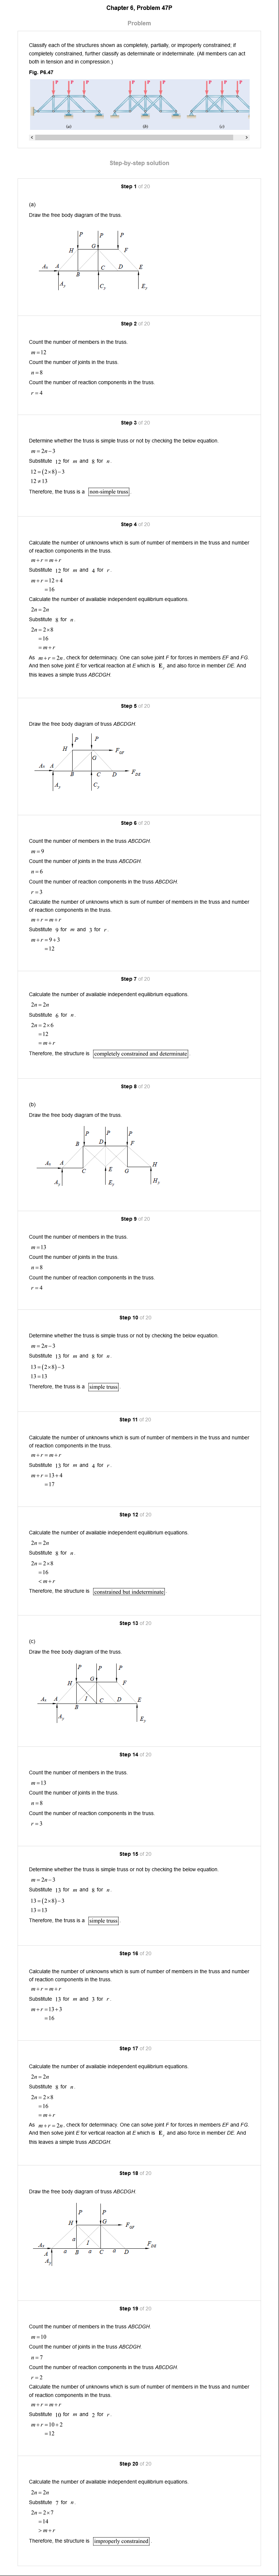 Chapter 6, Problem 47P
Problem
Classify each of the structures shown as completely, partially, or improperly constrained; if
completely constrained, further classify as determinate or indeterminate. (All members can act
both in tension and in compression.)
Fig. P6.47
P P P P P P P P P
(a) (b) (c)
Step-by-step solution
Step 1 of 20
(a)
Draw the free body diagram of the truss.
P P P
H G F
Ax A C D E
B
Ay Cy Ey
Step 2 of 20
Count the number of members in the truss.
m = 12
Count the number of joints in the truss.
n = 8
Count the number of reaction components in the truss.
r = 4
Step 3 of 20
Determine whether the truss is simple truss or not by checking the below equation.
m = 2n − 3
Substitute 12 for m and 8 for n.
12 = (2×8) − 3
12 ≠ 13
Therefore, the truss is a non-simple truss
Step 4 of 20
Calculate the number of unknowns which is sum of number of members in the truss and number
of reaction components in the truss.
m + r = m + r
Substitute 12 for m and 4 for r.
m + r = 12 + 4
= 16
Calculate the number of available independent equilibrium equations.
2n = 2n
Substitute 8 for n.
2n = 2×8
= 16
= m + r
As m + r = 2n, check for determinacy. One can solve joint F for forces in members EF and FG.
And then solve joint E for vertical reaction at E which is Ey and also force in member DE. And
this leaves a simple truss ABCDGH.
Step 5 of 20
Draw the free body diagram of truss ABCDGH.
P P
H FGF
G
Ax A FDE
B C D
Ay Cy
Step 6 of 20
Count the number of members in the truss ABCDGH.
m = 9
Count the number of joints in the truss ABCDGH.
n = 6
Count the number of reaction components in the truss ABCDGH.
r = 3
Calculate the number of unknowns which is sum of number of members in the truss and number
of reaction components in the truss.
m + r = m + r
Substitute 9 for m and 3 for r.
m + r = 9 + 3
= 12
Step 7 of 20
Calculate the number of available independent equilibrium equations.
2n = 2n
Substitute 6 for n.
2n = 2×6
= 12
= m + r
Therefore, the structure is completely constrained and determinate.
Step 8 of 20
(b)
Draw the free body diagram of the truss.
P P P
B D F
Ax A E H
C G
Ay Ey Hy
Step 9 of 20
Count the number of members in the truss.
m = 13
Count the number of joints in the truss.
n = 8
Count the number of reaction components in the truss.
r = 4
Step 10 of 20
Determine whether the truss is simple truss or not by checking the below equation.
m = 2n − 3
Substitute 13 for m and 8 for n.
13 = (2×8) − 3
13 = 13
Therefore, the truss is a simple truss.
Step 11 of 20
Calculate the number of unknowns which is sum of number of members in the truss and number
of reaction components in the truss.
m + r = m + r
Substitute 13 for m and 4 for r.
m + r = 13 + 4
= 17
Step 12 of 20
Calculate the number of available independent equilibrium equations.
2n = 2n
Substitute 8 for n.
2n = 2×8
= 16
< m + r
Therefore, the structure is constrained but indeterminate.
Step 13 of 20
(c)
Draw the free body diagram of the truss.
P P P
H G F
Ax A I C D E
B
Ay Ey
Step 14 of 20
Count the number of members in the truss.
m = 13
Count the number of joints in the truss.
n = 8
Count the number of reaction components in the truss.
r = 3
Step 15 of 20
Determine whether the truss is simple truss or not by checking the below equation.
m = 2n − 3
Substitute 13 for m and 8 for n.
13 = (2×8) − 3
13 = 13
Therefore, the truss is a simple truss.
Step 16 of 20
Calculate the number of unknowns which is sum of number of members in the truss and number
of reaction components in the truss.
m + r = m + r
Substitute 13 for m and 3 for r.
m + r = 13 + 3
= 16
Step 17 of 20
Calculate the number of available independent equilibrium equations.
2n = 2n
Substitute 8 for n.
2n = 2×8
= 16
= m + r
As m + r = 2n, check for determinacy. One can solve joint F for forces in members EF and FG.
And then solve joint E for vertical reaction at E which is Ey and also force in member DE. And
this leaves a simple truss ABCDGH.
Step 18 of 20
Draw the free body diagram of truss ABCDGH.
P P
H G FGF
a I
Ax FDE
A a B a C a D
Ay
Step 19 of 20
Count the number of members in the truss ABCDGH.
m = 10
Count the number of joints in the truss ABCDGH.
n = 7
Count the number of reaction components in the truss ABCDGH.
r = 2
Calculate the number of unknowns which is sum of number of members in the truss and number
of reaction components in the truss.
m + r = m + r
Substitute 10 for m and 2 for r.
m + r = 10 + 2
= 12
Step 20 of 20
Calculate the number of available independent equilibrium equations.
2n = 2n
Substitute 7 for n.
2n = 2×7
= 14
> m + r
Therefore, the structure is improperly constrained.